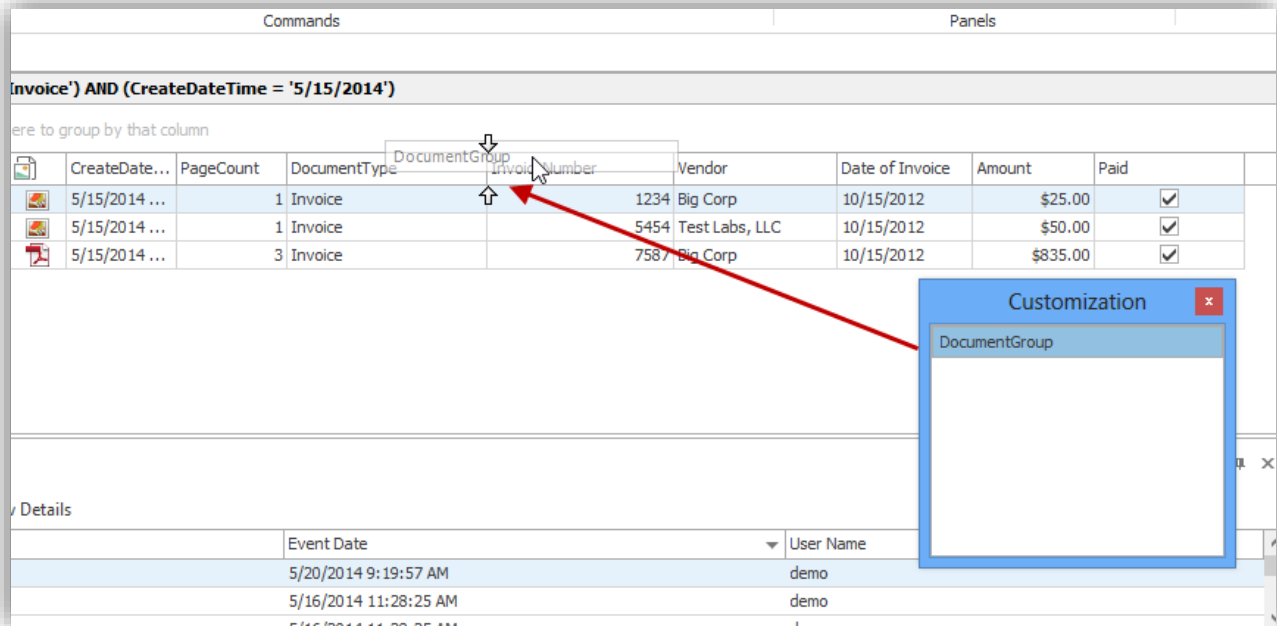 Commands Panels
Invoice') AND (CreateDateTime = '5/15/2014')
ere to group by that column
CreateDate... PageCount DocumentType DocumentGroup Invoice Number Vendor Date of Invoice Amount Paid
5/15/2014 ... 1 Invoice 1234 Big Corp 10/15/2012 $25.00
5/15/2014 ... 1 Invoice 5454 Test Labs, LLC 10/15/2012 $50.00
5/15/2014 ... 3 Invoice 7587 Big Corp 10/15/2012 $835.00
Customization x
DocumentGroup
Details
Event Date User Name
5/20/2014 9:19:57 AM demo
5/16/2014 11:28:25 AM demo